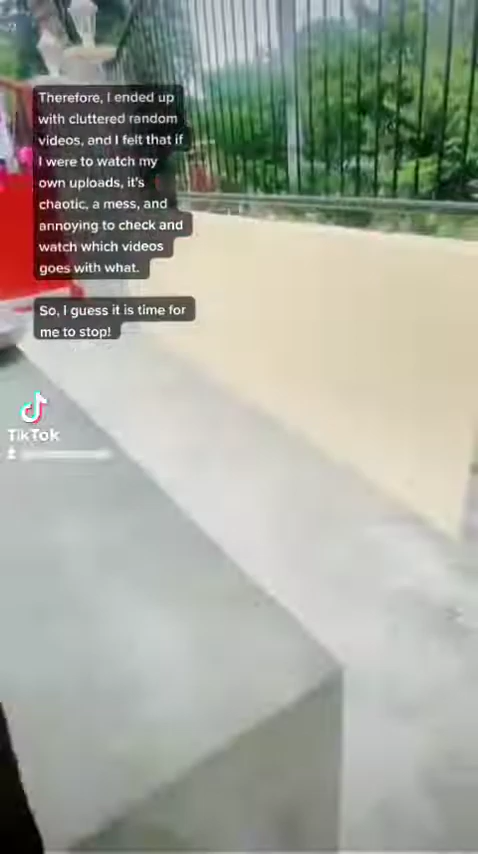 Therefore, I ended up
with cluttered random
videos, and I felt that if
I were to watch my
own uploads, it's
chaotic, a mess, and
annoying to check and
watch which videos
goes with what.
So, I guess it is time for
me to stop!
TikTok